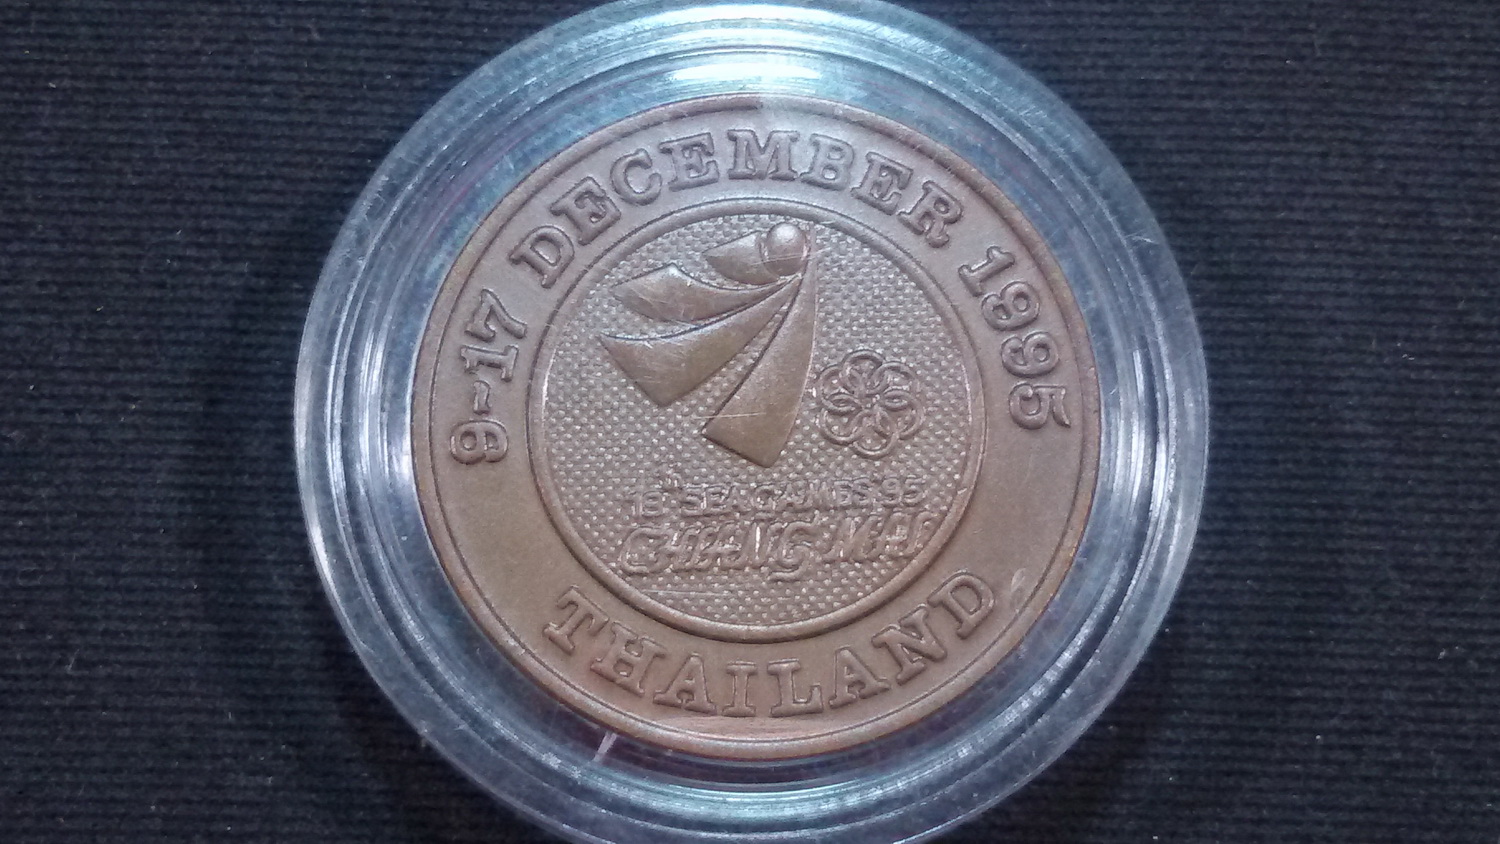 9-17 DECEMBER 1995
18th SEA GAMES'95
CHIANG MAI
THAILAND